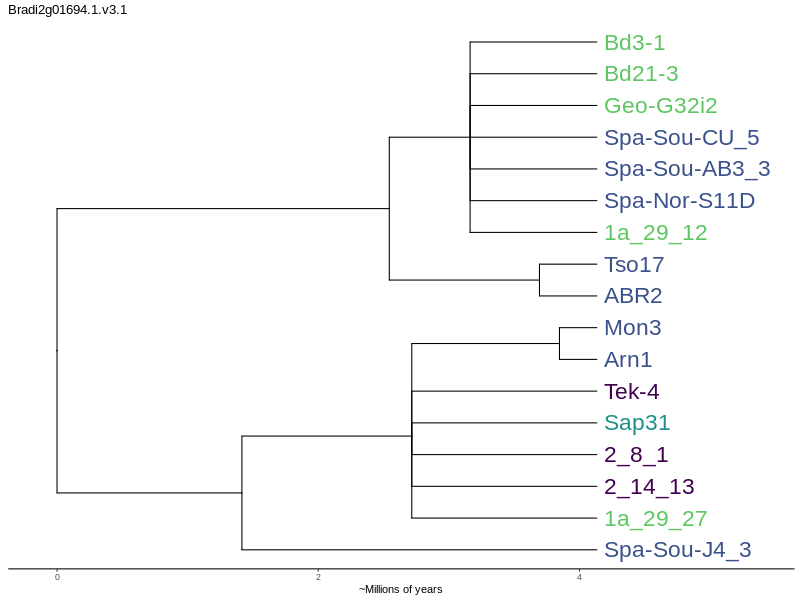 Bradi2g01694.1.v3.1
Bd3-1
Bd21-3
Geo-G32i2
Spa-Sou-CU_5
Spa-Sou-AB3_3
Spa-Nor-S11D
1a_29_12
Tso17
ABR2
Mon3
Arn1
Tek-4
Sap31
2_8_1
2_14_13
1a_29_27
Spa-Sou-J4_3
0 2 4
~Millions of years